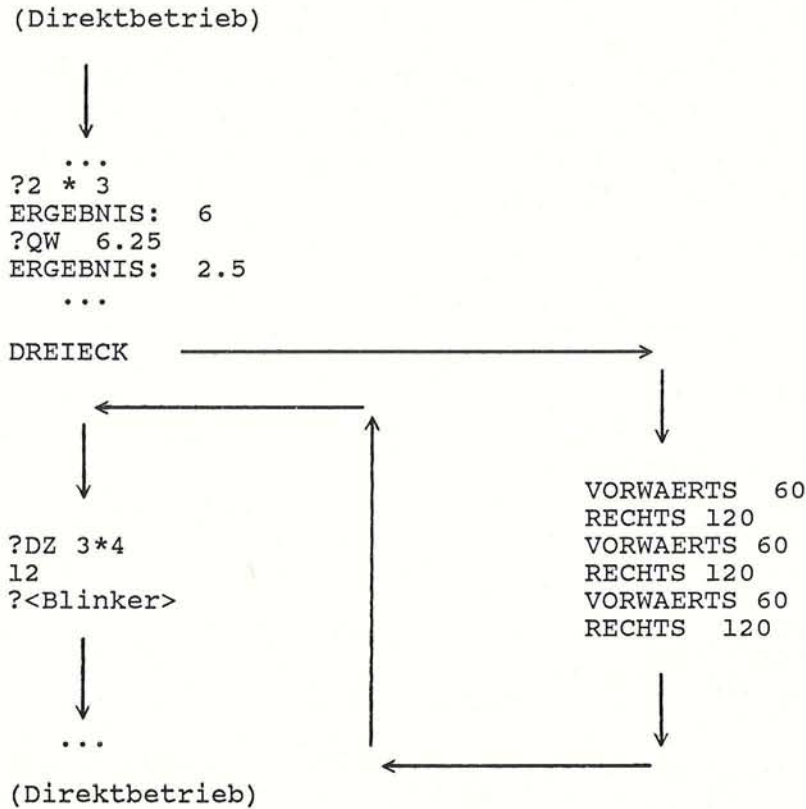 (Direktbetrieb)
...
?2 * 3
ERGEBNIS:  6
?QW  6.25
ERGEBNIS:  2.5
...
DREIECK
VORWAERTS  60
RECHTS 120
VORWAERTS 60
RECHTS 120
VORWAERTS 60
RECHTS  120
?DZ 3*4
12
?<Blinker>
...
(Direktbetrieb)